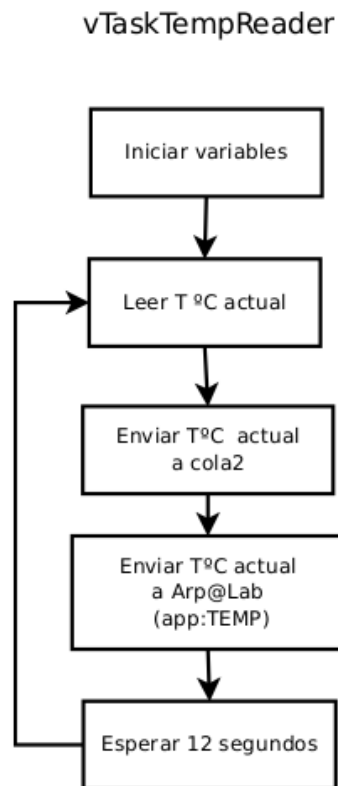 vTaskTempReader
Iniciar variables
Leer T ºC actual
Enviar TºC actual
a cola2
Enviar TºC actual
a Arp@Lab
(app:TEMP)
Esperar 12 segundos